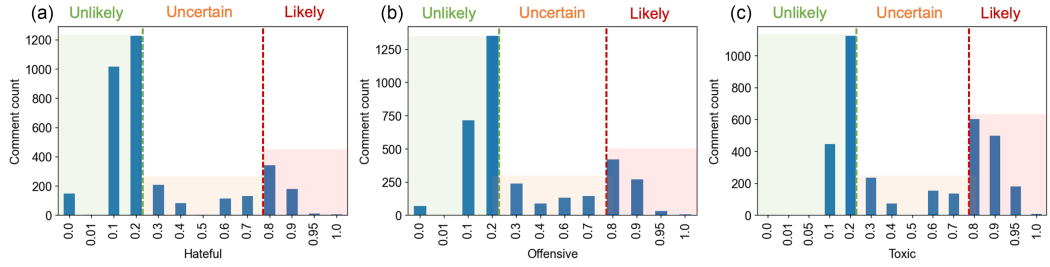 (a) Unlikely Uncertain Likely
1200
1000
800
600
400
200
0
Comment count
0.0 0.01 0.1 0.2 0.3 0.4 0.5 0.6 0.7 0.8 0.9 0.95 1.0
Hateful
(b) Unlikely Uncertain Likely
1250
1000
750
500
250
0
Comment count
0.0 0.01 0.1 0.2 0.3 0.4 0.5 0.6 0.7 0.8 0.9 0.95 1.0
Offensive
(c) Unlikely Uncertain Likely
1000
800
600
400
200
0
Comment count
0.0 0.01 0.05 0.1 0.2 0.3 0.4 0.5 0.6 0.7 0.8 0.9 0.95 1.0
Toxic